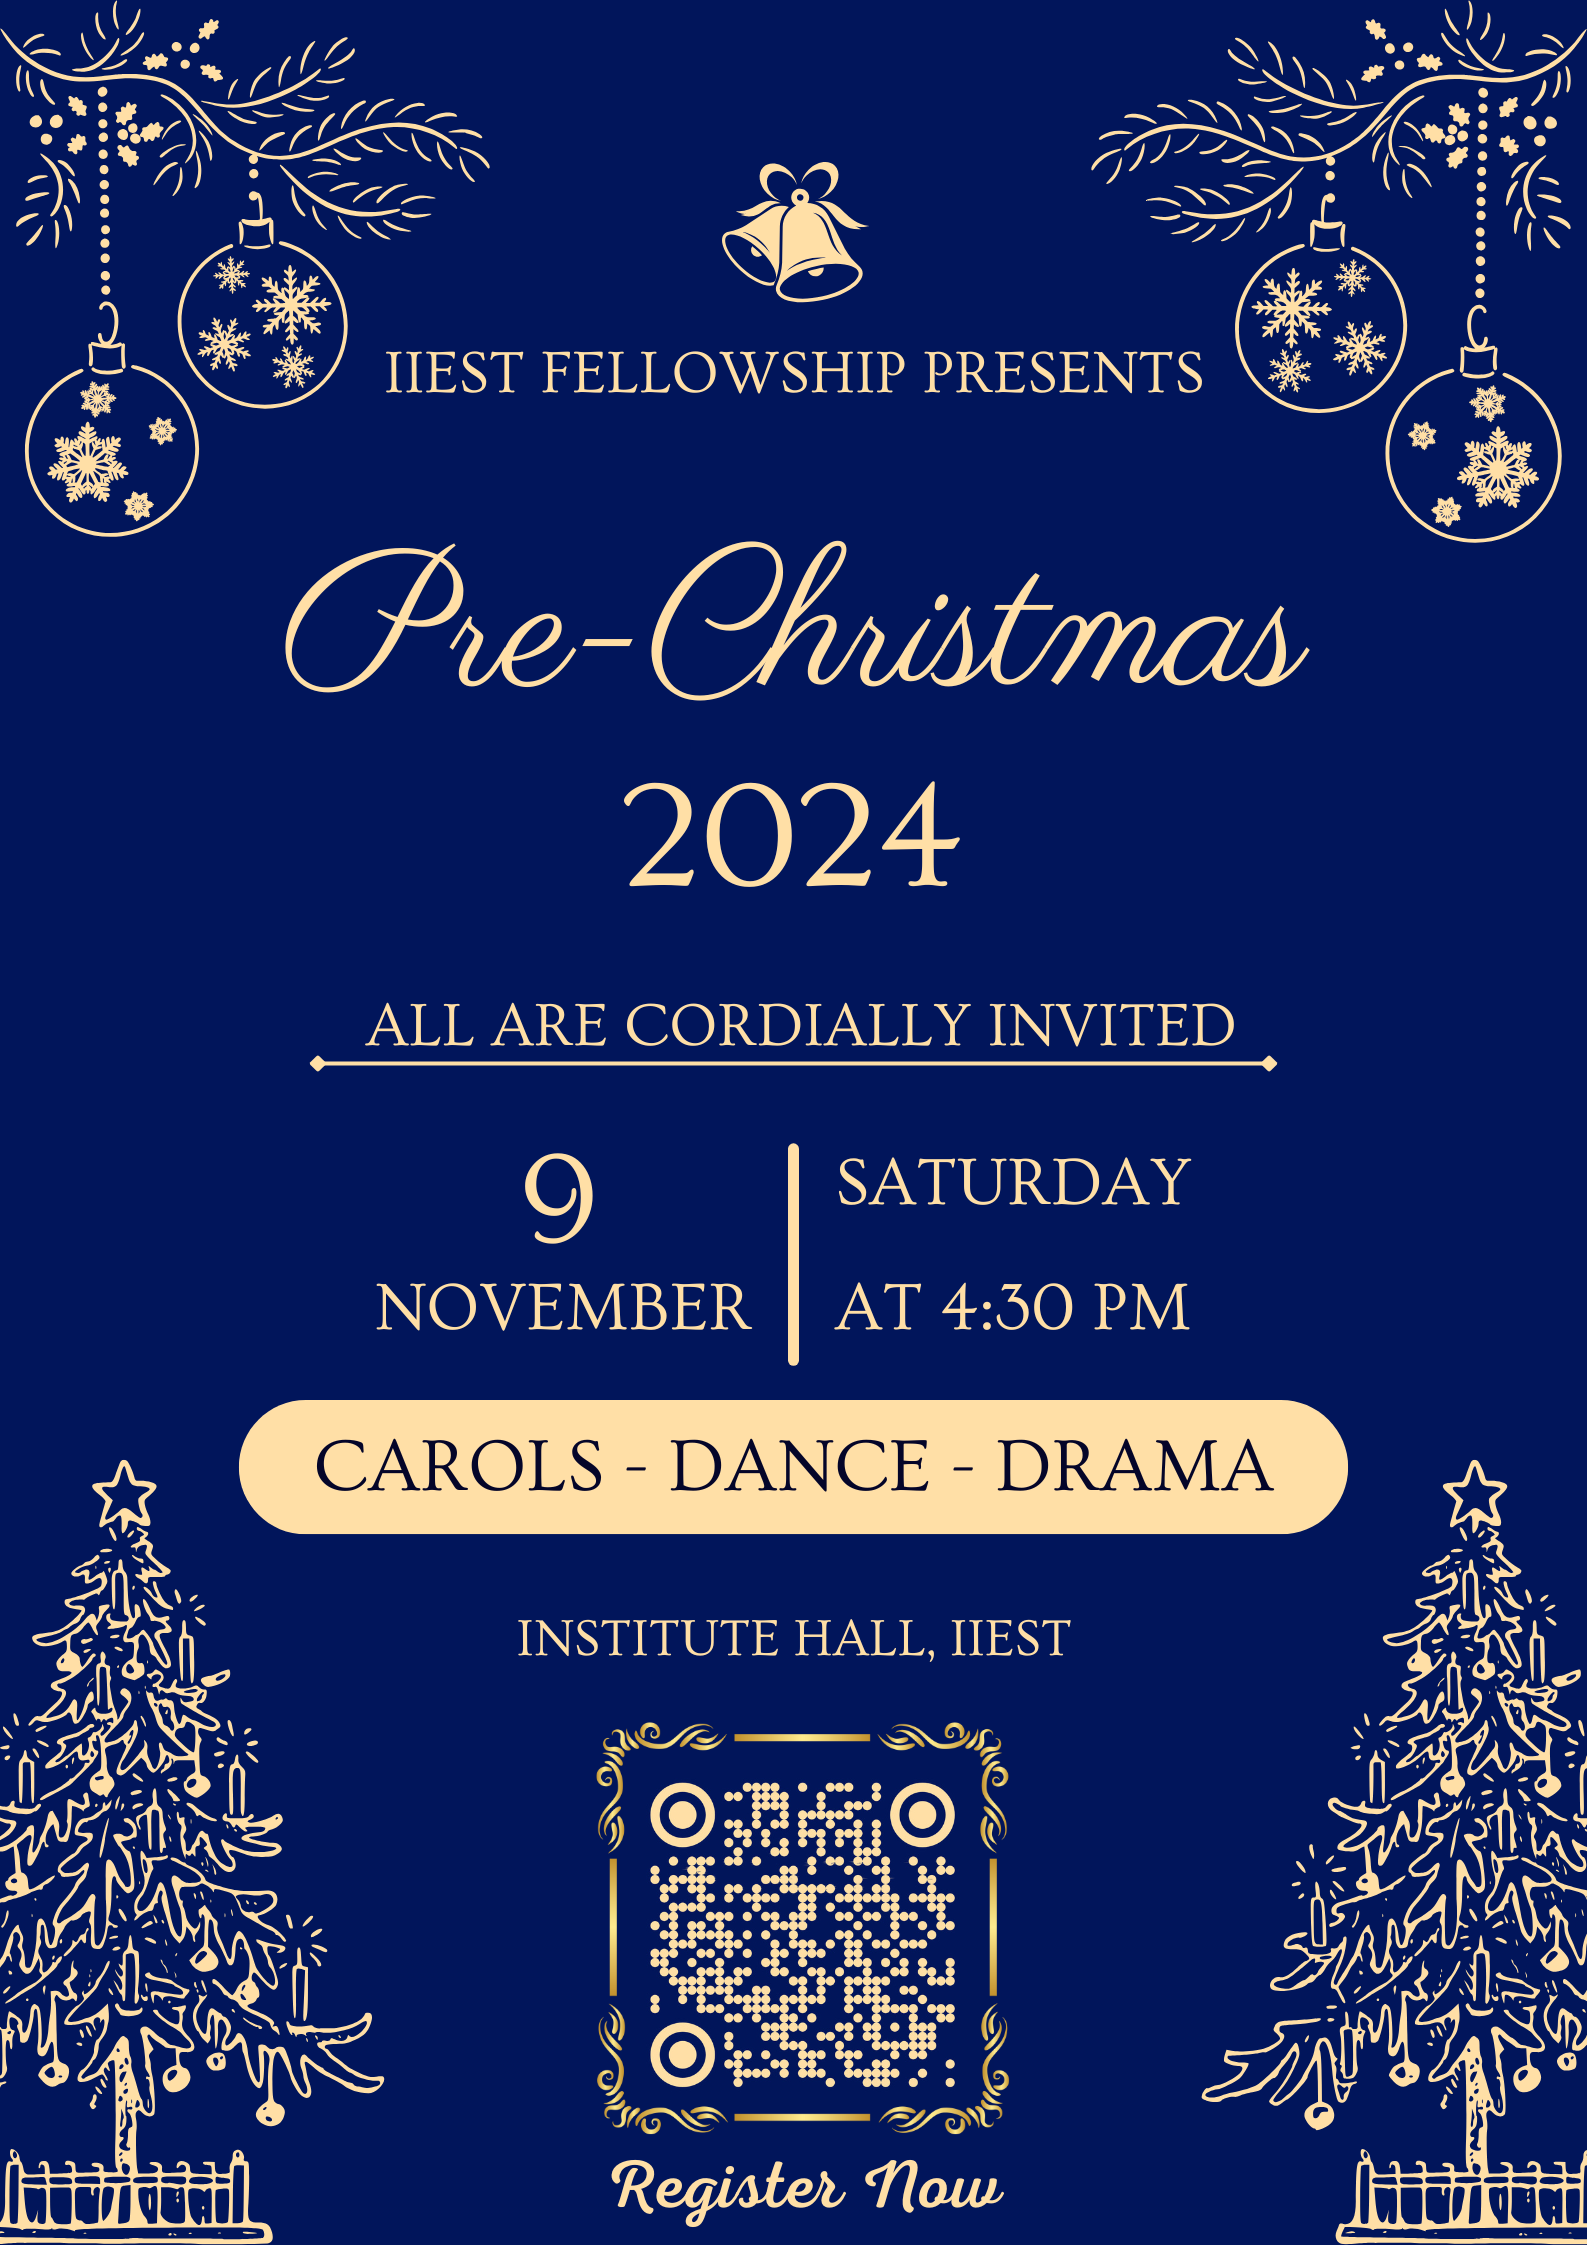 IIEST FELLOWSHIP PRESENTS
Pre-Christmas
2024
ALL ARE CORDIALLY INVITED
9
NOVEMBER
SATURDAY
AT 4:30 PM
CAROLS - DANCE - DRAMA
INSTITUTE HALL, IIEST
Register Now